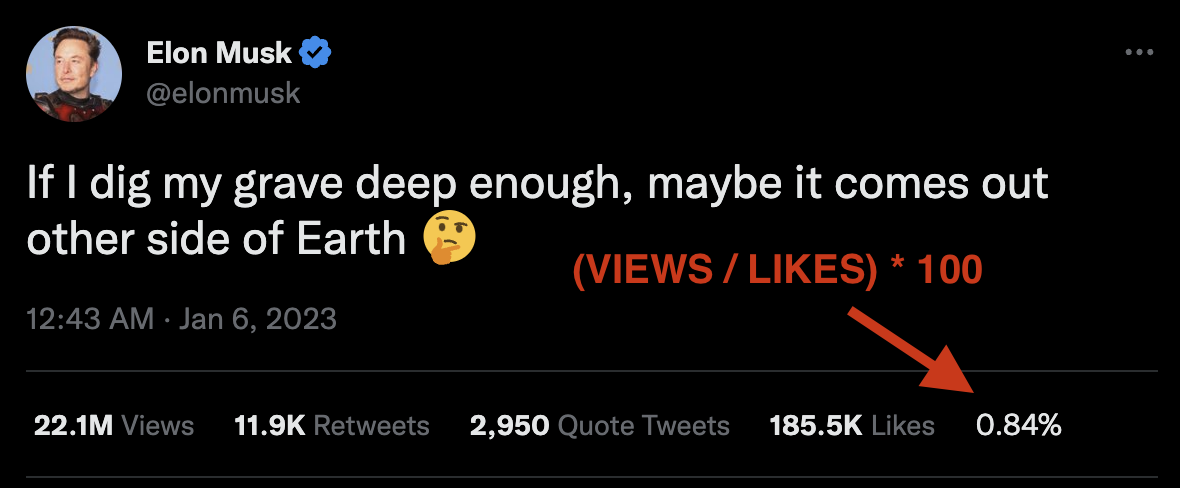 Elon Musk
@elonmusk
If I dig my grave deep enough, maybe it comes out
other side of Earth 🤔
(VIEWS / LIKES) * 100
12:43 AM · Jan 6, 2023
22.1M Views 11.9K Retweets 2,950 Quote Tweets 185.5K Likes 0.84%